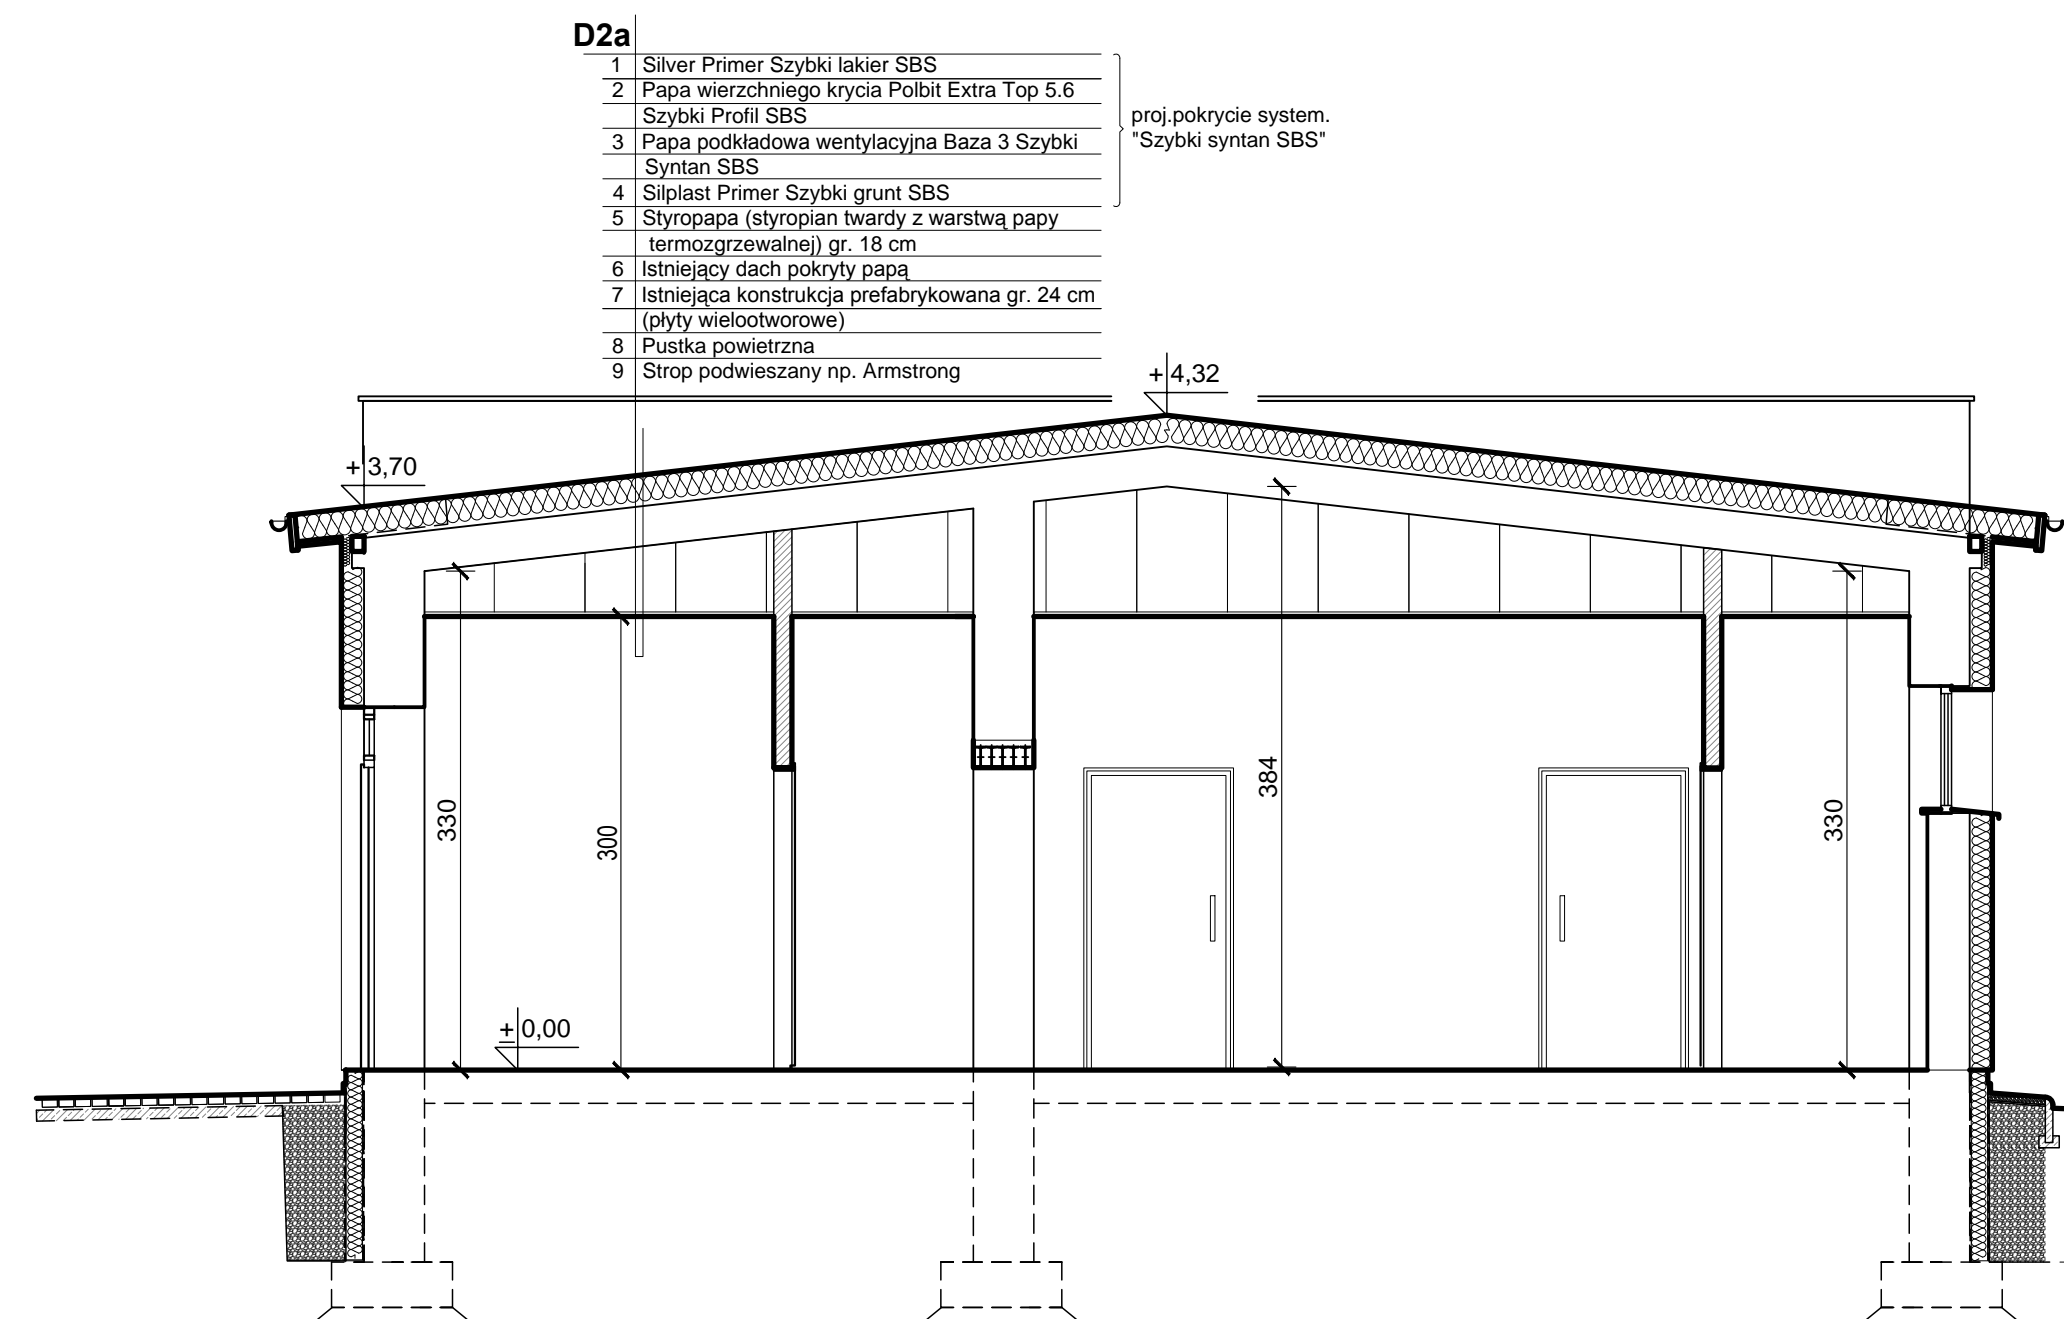 D2a
1 Silver Primer Szybki lakier SBS
2 Papa wierzchniego krycia Polbit Extra Top 5.6
Szybki Profil SBS
3 Papa podkładowa wentylacyjna Baza 3 Szybki
Syntan SBS
4 Silplast Primer Szybki grunt SBS
5 Styropapa (styropian twardy z warstwą papy
termozgrzewalnej) gr. 18 cm
6 Istniejący dach pokryty papą
7 Istniejąca konstrukcja prefabrykowana gr. 24 cm
(płyty wielootworowe)
8 Pustka powietrzna
9 Strop podwieszany np. Armstrong
proj.pokrycie system.
"Szybki syntan SBS"
+4,32
+3,70
330
300
384
330
±0,00